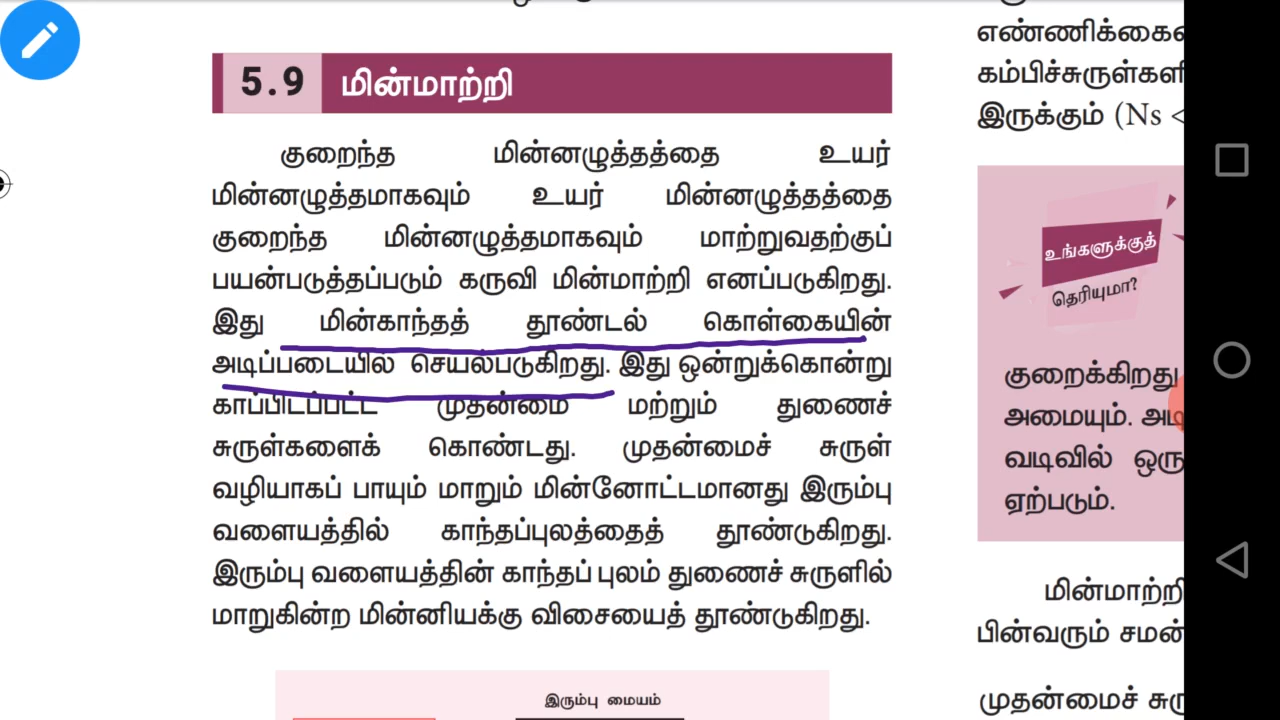 5.9 மின்மாற்றி
குறைந்த மின்னழுத்தத்தை உயர்
மின்னழுத்தமாகவும் உயர் மின்னழுத்தத்தை
குறைந்த மின்னழுத்தமாகவும் மாற்றுவதற்குப்
பயன்படுத்தப்படும் கருவி மின்மாற்றி எனப்படுகிறது.
இது மின்காந்தத் தூண்டல் கொள்கையின்
அடிப்படையில் செயல்படுகிறது. இது ஒன்றுக்கொன்று
காப்பிடப்பட்ட முதன்மை மற்றும் துணைச்
சுருள்களைக் கொண்டது. முதன்மைச் சுருள்
வழியாகப் பாயும் மாறும் மின்னோட்டமானது இரும்பு
வளையத்தில் காந்தப்புலத்தைத் தூண்டுகிறது.
இரும்பு வளையத்தின் காந்தப் புலம் துணைச் சுருளில்
மாறுகின்ற மின்னியக்கு விசையைத் தூண்டுகிறது.
இரும்பு மையம்
இருக்கும் (Ns <
உங்களுக்குத்
தெரியுமா?
குறைக்கிறது
அமையும்.
வடிவில் ஒரு
ஏற்படும்.
மின்மாற்றி
பின்வரும்
முதன்மைச்